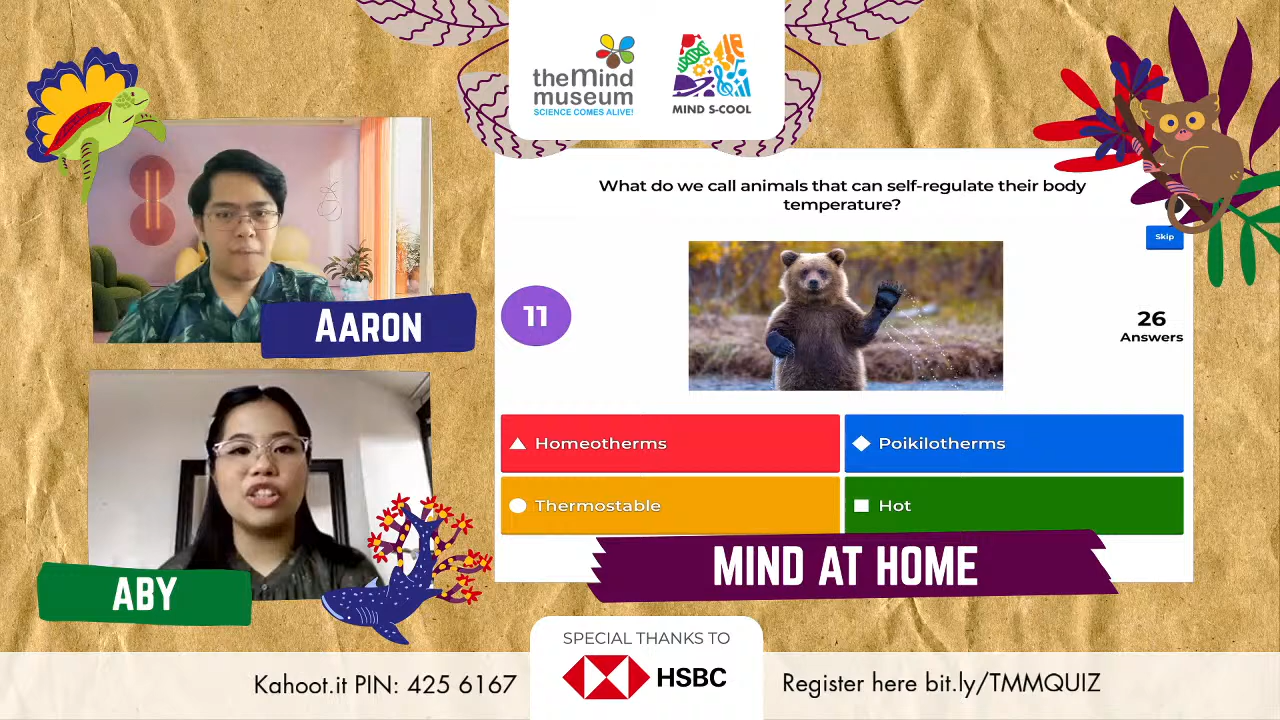 theMind
museum
SCIENCE COMES ALIVE!
MIND S-COOL
What do we call animals that can self-regulate their body
temperature?
Skip
11
26
Answers
Homeotherms
Poikilotherms
Thermostable
Hot
AARON
ABY
MIND AT HOME
SPECIAL THANKS TO
HSBC
Kahoot.it PIN: 425 6167
Register here bit.ly/TMMQUIZ